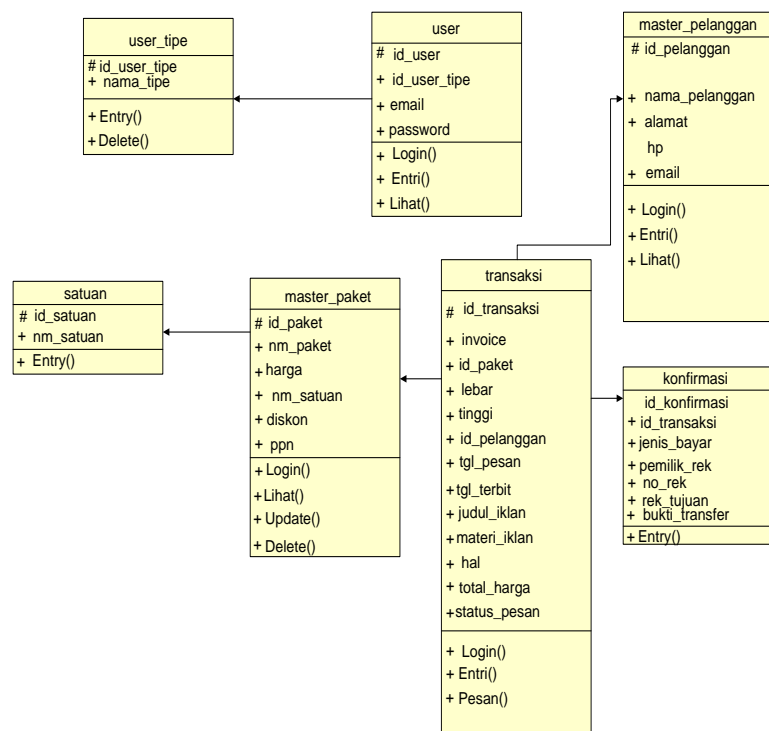 user_tipe
# id_user_tipe
+ nama_tipe
+ Entry()
+ Delete()
user
# id_user
+ id_user_tipe
+ email
+ password
+ Login()
+ Entri()
+ Lihat()
master_pelanggan
# id_pelanggan
+ nama_pelanggan
+ alamat
hp
+ email
+ Login()
+ Entri()
+ Lihat()
satuan
# id_satuan
+ nm_satuan
+ Entry()
master_paket
# id_paket
+ nm_paket
+ harga
+ nm_satuan
+ diskon
+ ppn
+ Login()
+ Lihat()
+ Update()
+ Delete()
transaksi
# id_transaksi
+ invoice
+ id_paket
+ lebar
+ tinggi
+ id_pelanggan
+ tgl_pesan
+ tgl_terbit
+ judul_iklan
+ materi_iklan
+ hal
+ total_harga
+ status_pesan
+ Login()
+ Entri()
+ Pesan()
konfirmasi
id_konfirmasi
+ id_transaksi
+ jenis_bayar
+ pemilik_rek
+ no_rek
+ rek_tujuan
+ bukti_transfer
+ Entry()